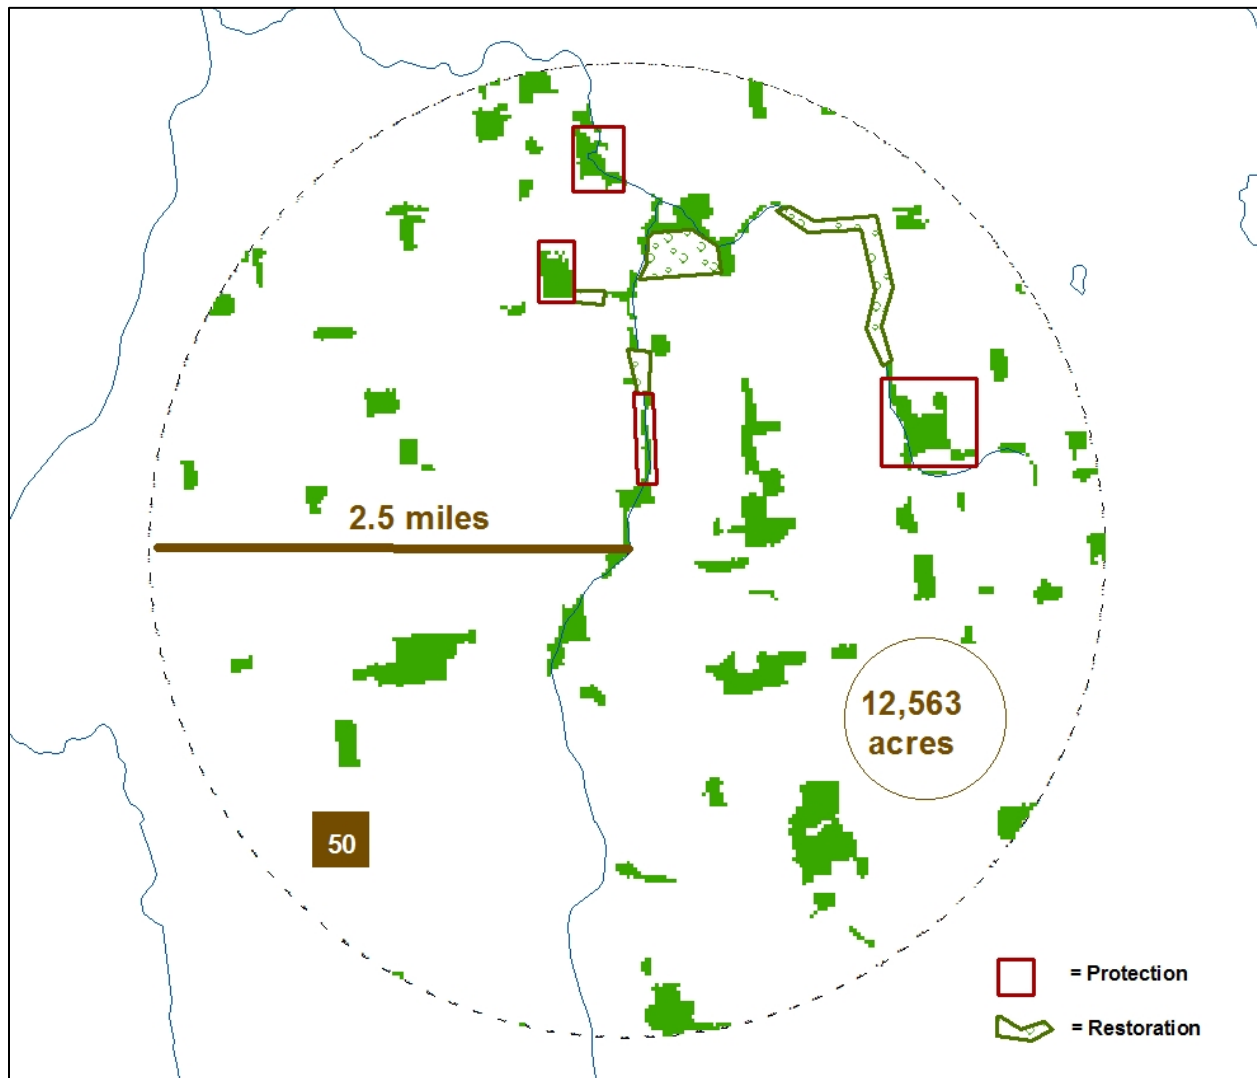 2.5 miles
12,563
acres
50
= Protection
= Restoration